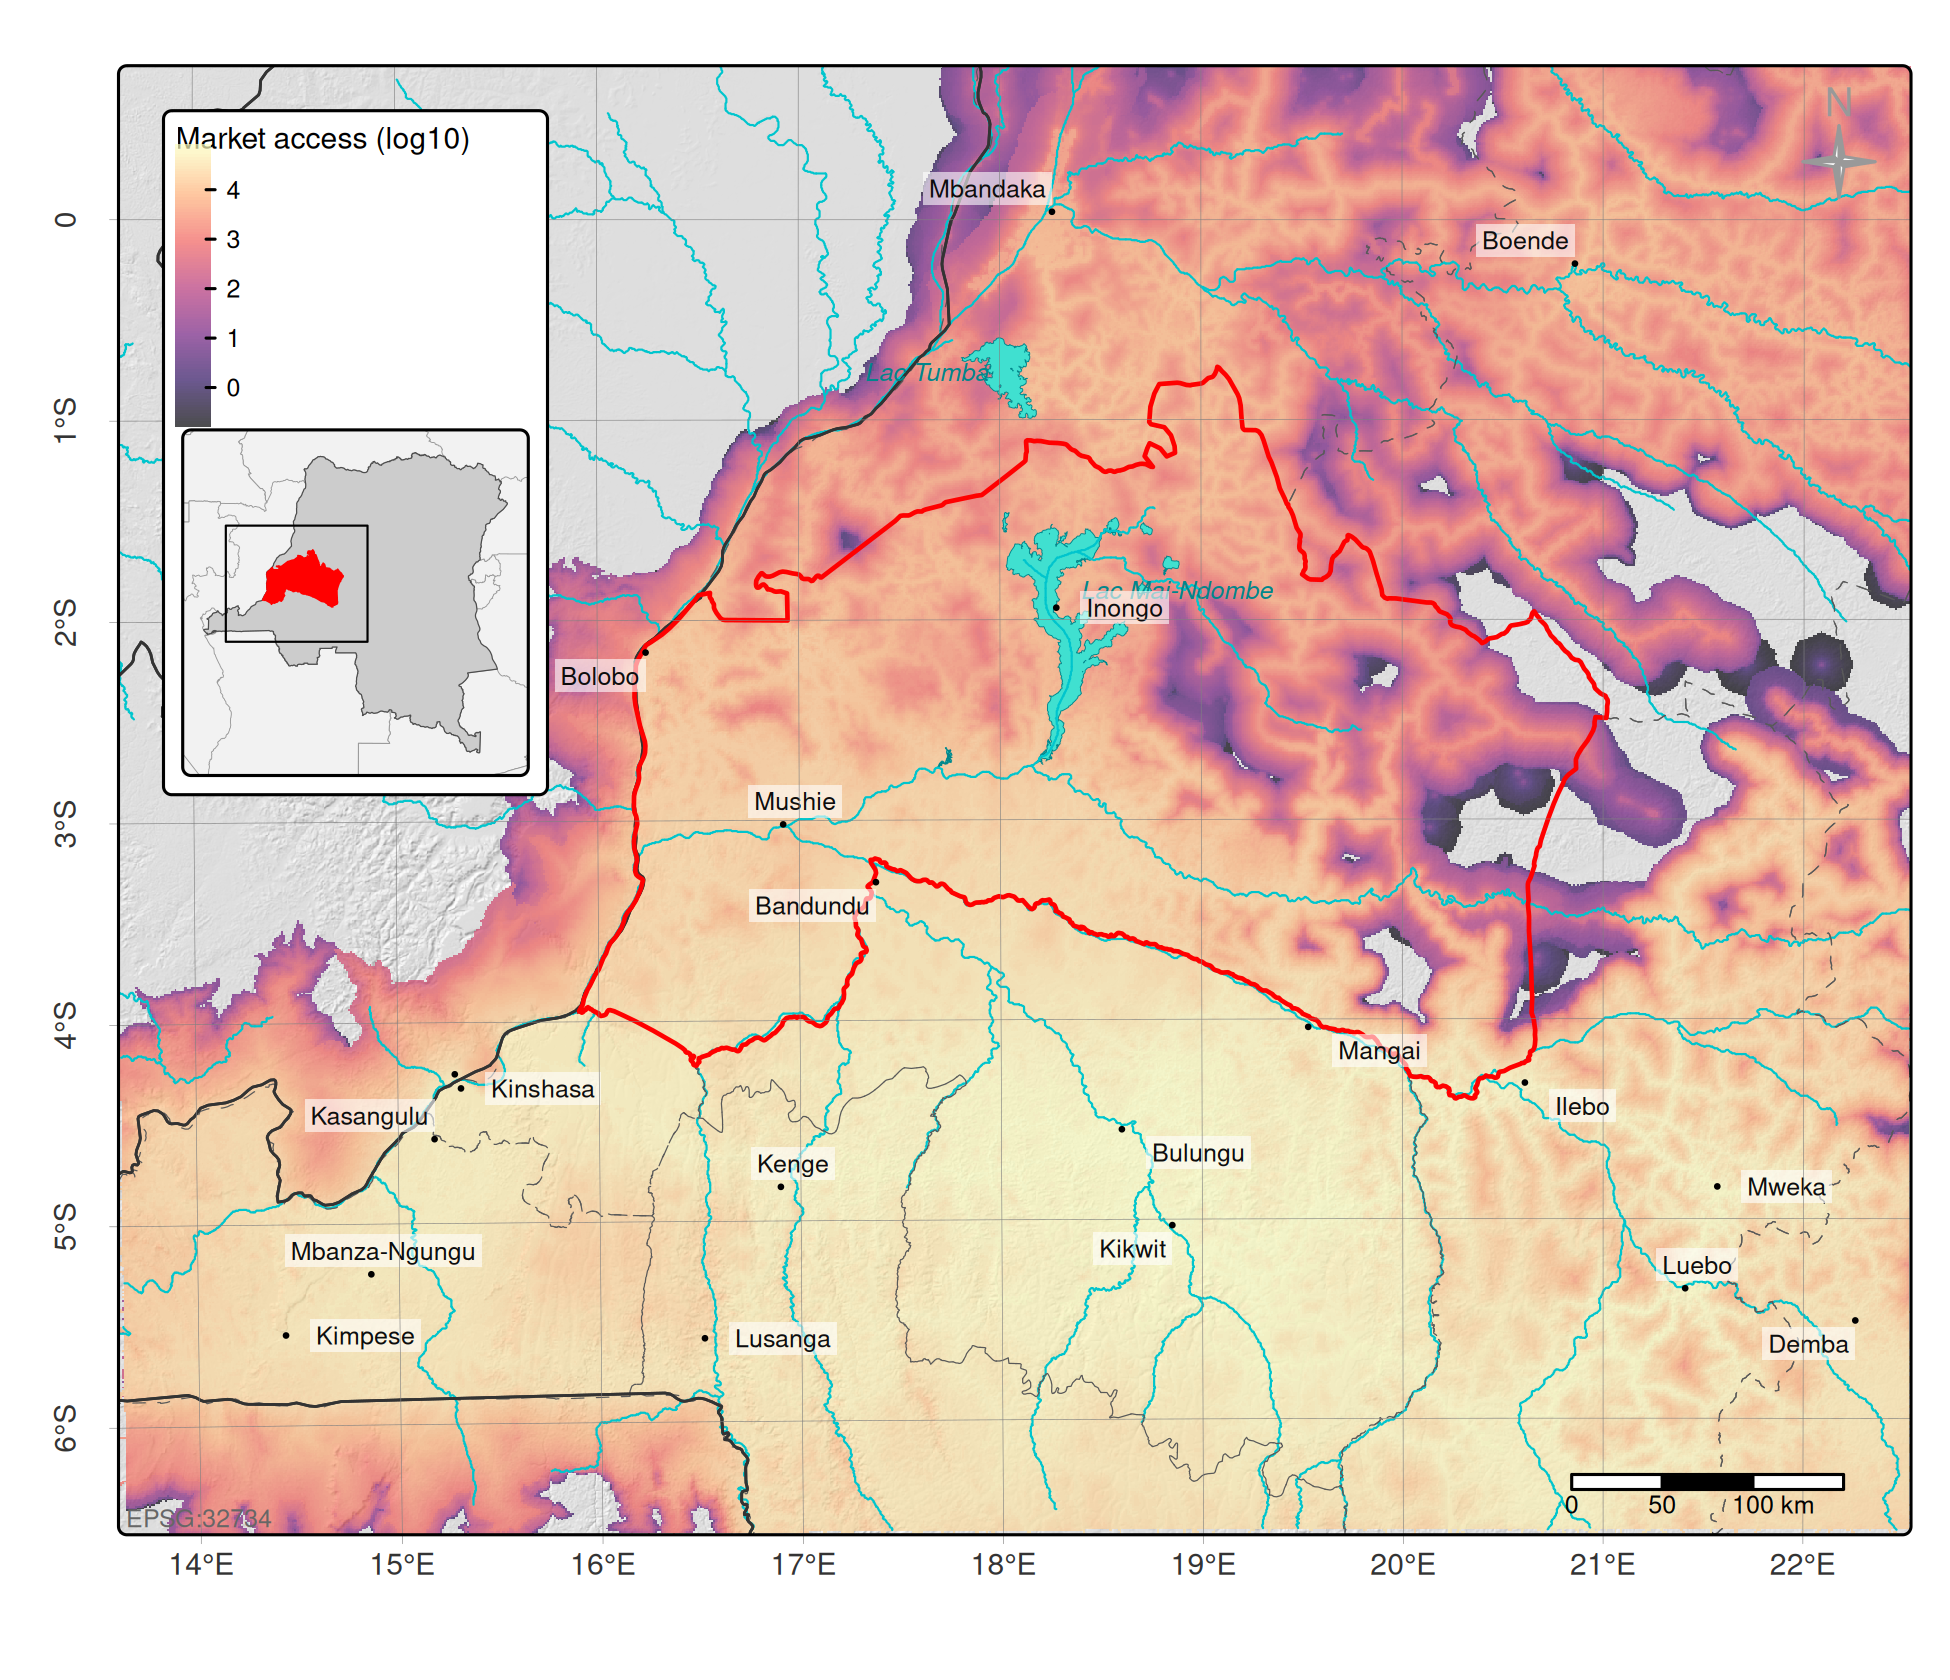 Market access (log10)
4
3
2
1
0
N
Mbandaka
Boende
Lac Tumba
Lac Mai-Ndombe
Inongo
Bolobo
Mushie
Bandundu
Mangai
Ilebo
Kinshasa
Kasangulu
Kenge
Bulungu
Mweka
Mbanza-Ngungu
Kikwit
Luebo
Kimpese
Lusanga
Demba
0 50 100 km
EPSG:32734
0
1°S
2°S
3°S
4°S
5°S
6°S
14°E 15°E 16°E 17°E 18°E 19°E 20°E 21°E 22°E